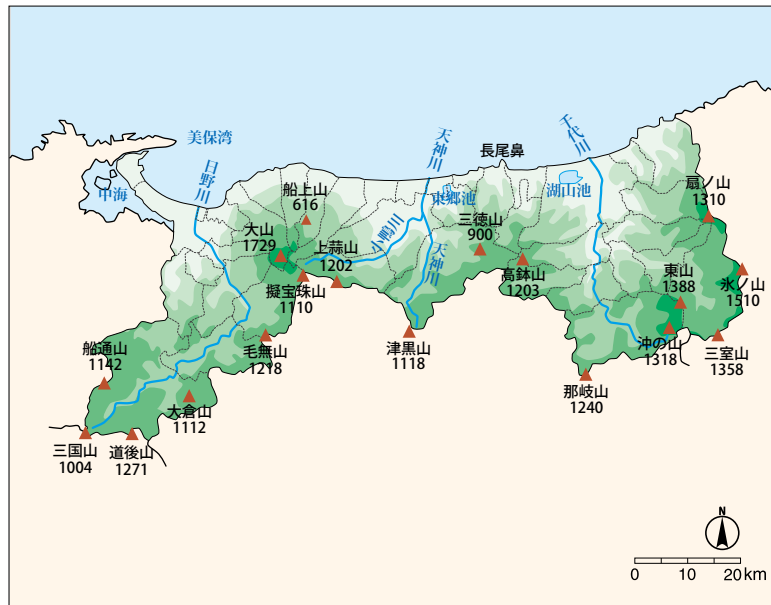 美保湾
中海
日野川
船上山
616
大山
1729
上蒜山
1202
擬宝珠山
1110
小鴨川
天神川
天神川
東郷池
長尾鼻
三徳山
900
高鉢山
1203
湖山池
千代川
扇ノ山
1310
東山
1388
氷ノ山
1510
沖の山
1318
三室山
1358
那岐山
1240
津黒山
1118
毛無山
1218
船通山
1142
大倉山
1112
三国山
1004
道後山
1271
N
0 10 20km